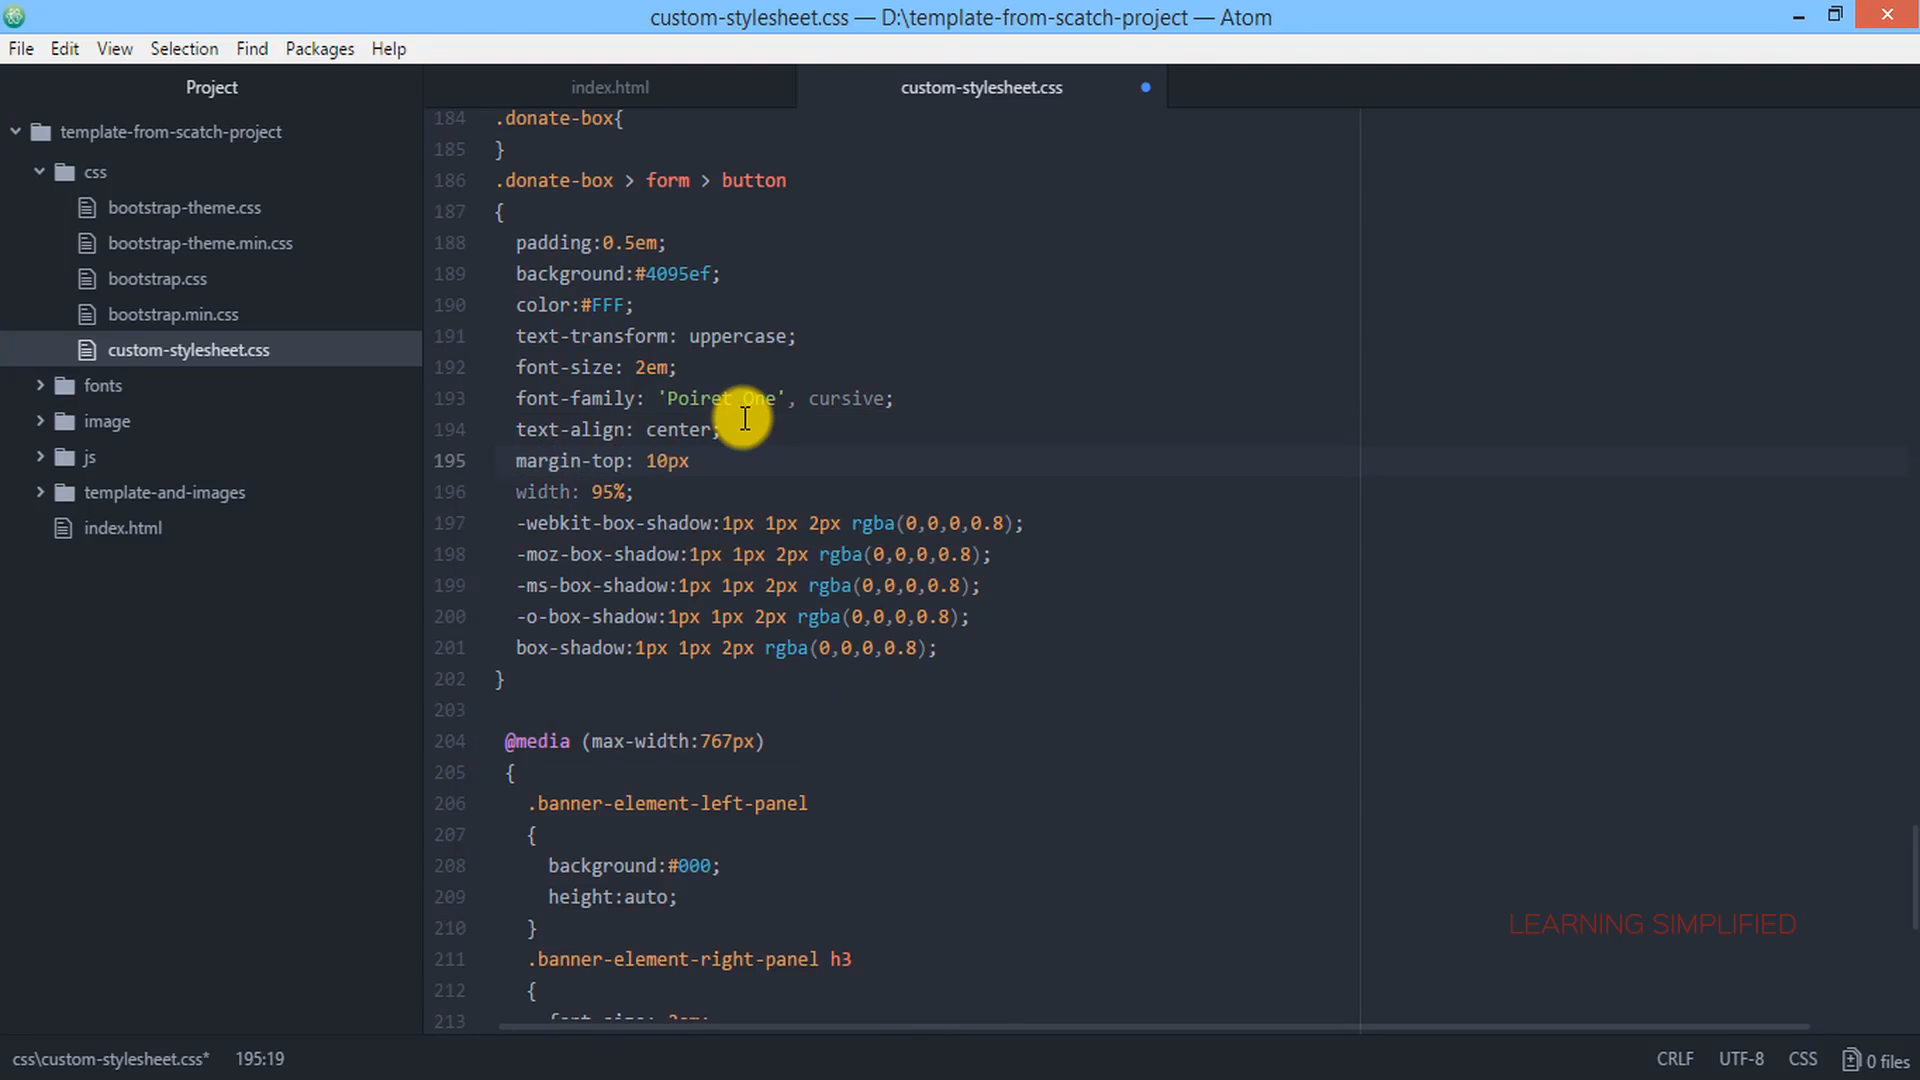 custom-stylesheet.css — D:\template-from-scatch-project — Atom
File Edit View Selection Find Packages Help
Project
index.html
custom-stylesheet.css
template-from-scatch-project
css
bootstrap-theme.css
bootstrap-theme.min.css
bootstrap.css
bootstrap.min.css
custom-stylesheet.css
fonts
image
js
template-and-images
index.html
184 .donate-box{
185 }
186 .donate-box > form > button
187 {
188 padding:0.5em;
189 background:#4095ef;
190 color:#FFF;
191 text-transform: uppercase;
192 font-size: 2em;
193 font-family: 'Poiret One', cursive;
194 text-align: center;
195 margin-top: 10px
196 width: 95%;
197 -webkit-box-shadow:1px 1px 2px rgba(0,0,0,0.8);
198 -moz-box-shadow:1px 1px 2px rgba(0,0,0,0.8);
199 -ms-box-shadow:1px 1px 2px rgba(0,0,0,0.8);
200 -o-box-shadow:1px 1px 2px rgba(0,0,0,0.8);
201 box-shadow:1px 1px 2px rgba(0,0,0,0.8);
202 }
203
204 @media (max-width:767px)
205 {
206 .banner-element-left-panel
207 {
208 background:#000;
209 height:auto;
210 }
211 .banner-element-right-panel h3
212 {
213 font-size:
LEARNING SIMPLIFIED
css\custom-stylesheet.css* 195:19
CRLF UTF-8 CSS 0 files